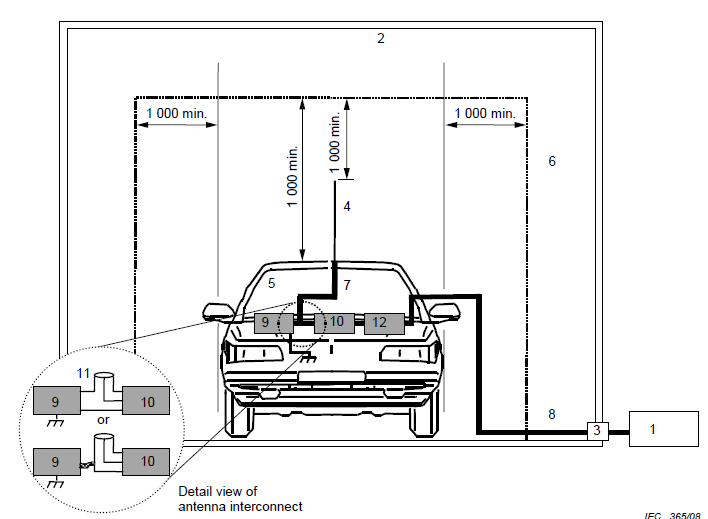 2
1 000 min.
1 000 min.
1 000 min.
1 000 min.
6
4
5
7
9
10
12
11
9
10
or
9
10
8
3
1
Detail view of
antenna interconnect
IEC 365/08